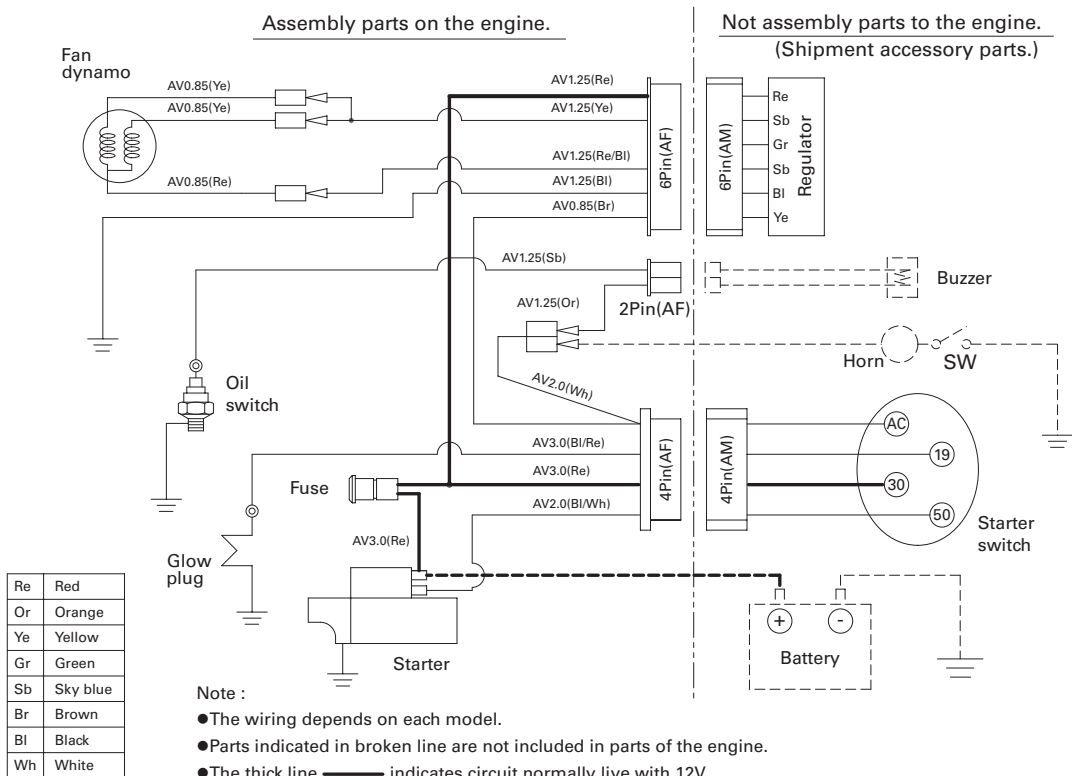 Assembly parts on the engine.
Not assembly parts to the engine.
(Shipment accessory parts.)
Fan
dynamo
AV0.85(Ye)
AV0.85(Ye)
AV0.85(Re)
AV1.25(Re)
AV1.25(Ye)
AV1.25(Re/Bl)
AV1.25(Bl)
AV0.85(Br)
6Pin(AF)
6Pin(AM)
Re
Sb
Gr
Sb
Bl
Ye
Regulator
AV1.25(Sb)
2Pin(AF)
Buzzer
AV1.25(Or)
Horn
SW
AV2.0(Wh)
Oil
switch
AV3.0(Bl/Re)
AV3.0(Re)
AV2.0(Bl/Wh)
4Pin(AF)
4Pin(AM)
AC
19
30
50
Starter
switch
Fuse
AV3.0(Re)
Glow
plug
Starter
+
-
Battery
Re Red
Or Orange
Ye Yellow
Gr Green
Sb Sky blue
Br Brown
Bl Black
Wh White
Note :
●The wiring depends on each model.
●Parts indicated in broken line are not included in parts of the engine.
●The thick line indicates circuit normally live with 12V.